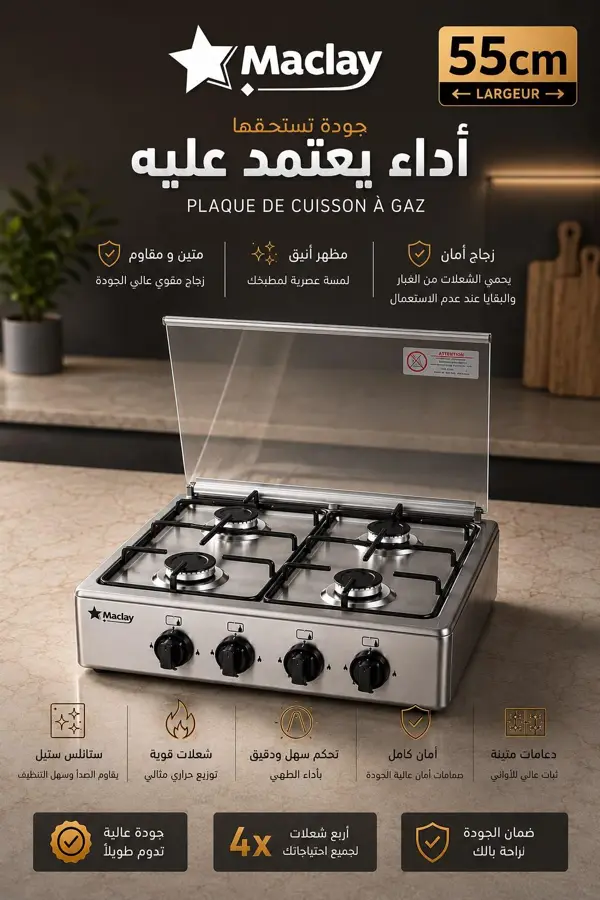 Maclay
55cm
← LARGEUR →
جودة تستحقها
أداء يعتمد عليه
PLAQUE DE CUISSON À GAZ
زجاج أمان
يحمي الشعلات من الغبار
والبقايا عند عدم الاستعمال
مظهر أنيق
لمسة عصرية لمطبخك
متين و مقاوم
زجاج مقوي عالي الجودة
ATTENTION
Maclay
دعامات متينة
ثبات عالي للأواني
أمان كامل
صمامات أمان عالية الجودة
تحكم سهل ودقيق
بأداء الطهي
شعلات قوية
توزيع حراري مثالي
ستانلس ستيل
يقاوم الصدأ وسهل التنظيف
ضمان الجودة
لراحة بالك
4x
أربع شعلات
لجميع احتياجاتك
جودة عالية
تدوم طويلاً